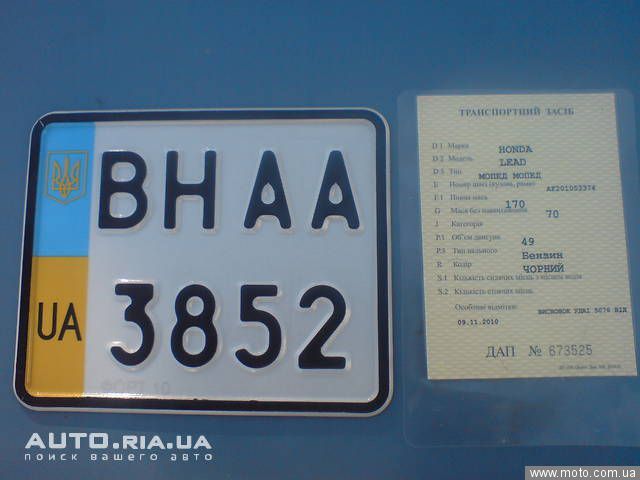 ВНАА
UA 3852
ФОРТ 10
ТРАНСПОРТНИЙ ЗАСІБ
D.1 Марка HONDA
D.2 Модель LEAD
D.3 Тип МОПЕД МОПЕД
E Номер шасі (кузова, рами) AF201053374
F.1 Повна маса 170
G Маса без навантаження 70
J Категорія
P.1 Об'єм двигуна 49
P.3 Тип пального Бензин
R Колір ЧОРНИЙ
S.1 Кількість сидячих місць з місцем водія
S.2 Кількість стоячих місць
Особливі відмітки: ВИСНОВОК УДАІ 5076 ВІД
09.11.2010
ДАП № 673525
AUTO.RIA.UA
поиск вашего авто
www.moto.com.ua